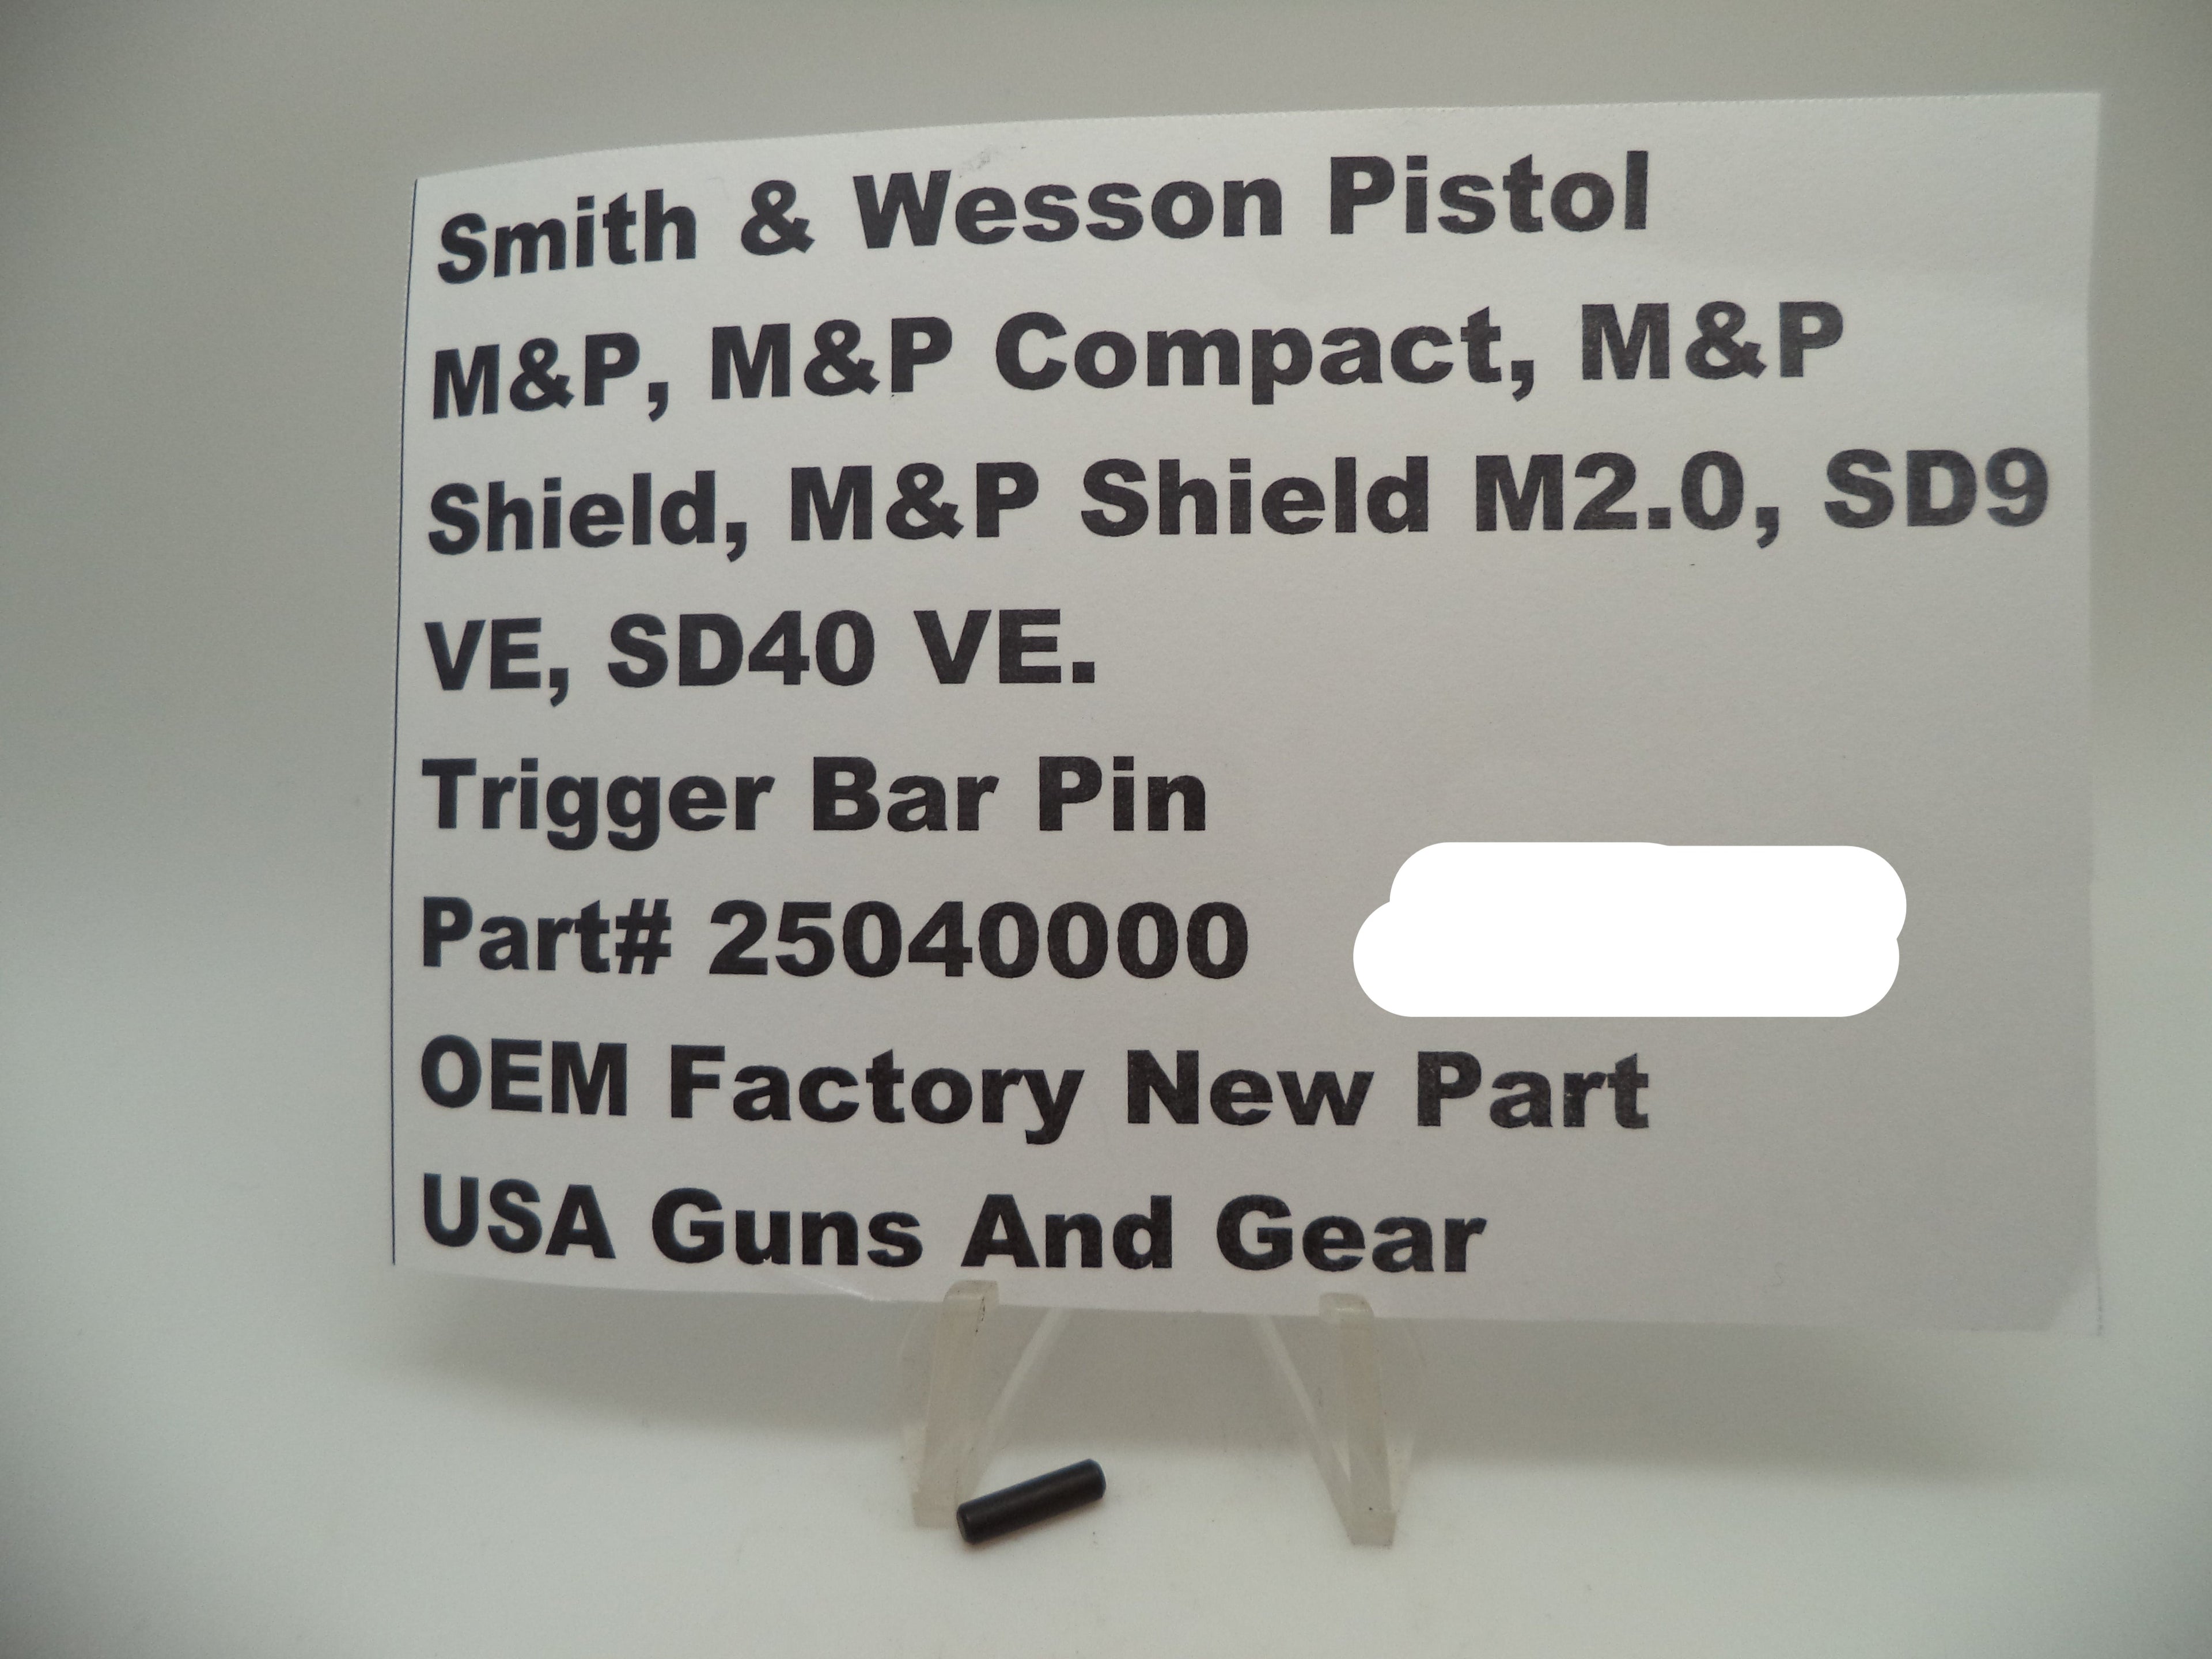 Smith & Wesson Pistol
M&P, M&P Compact, M&P
Shield, M&P Shield M2.0, SD9
VE, SD40 VE.
Trigger Bar Pin
Part# 25040000
OEM Factory New Part
USA Guns And Gear